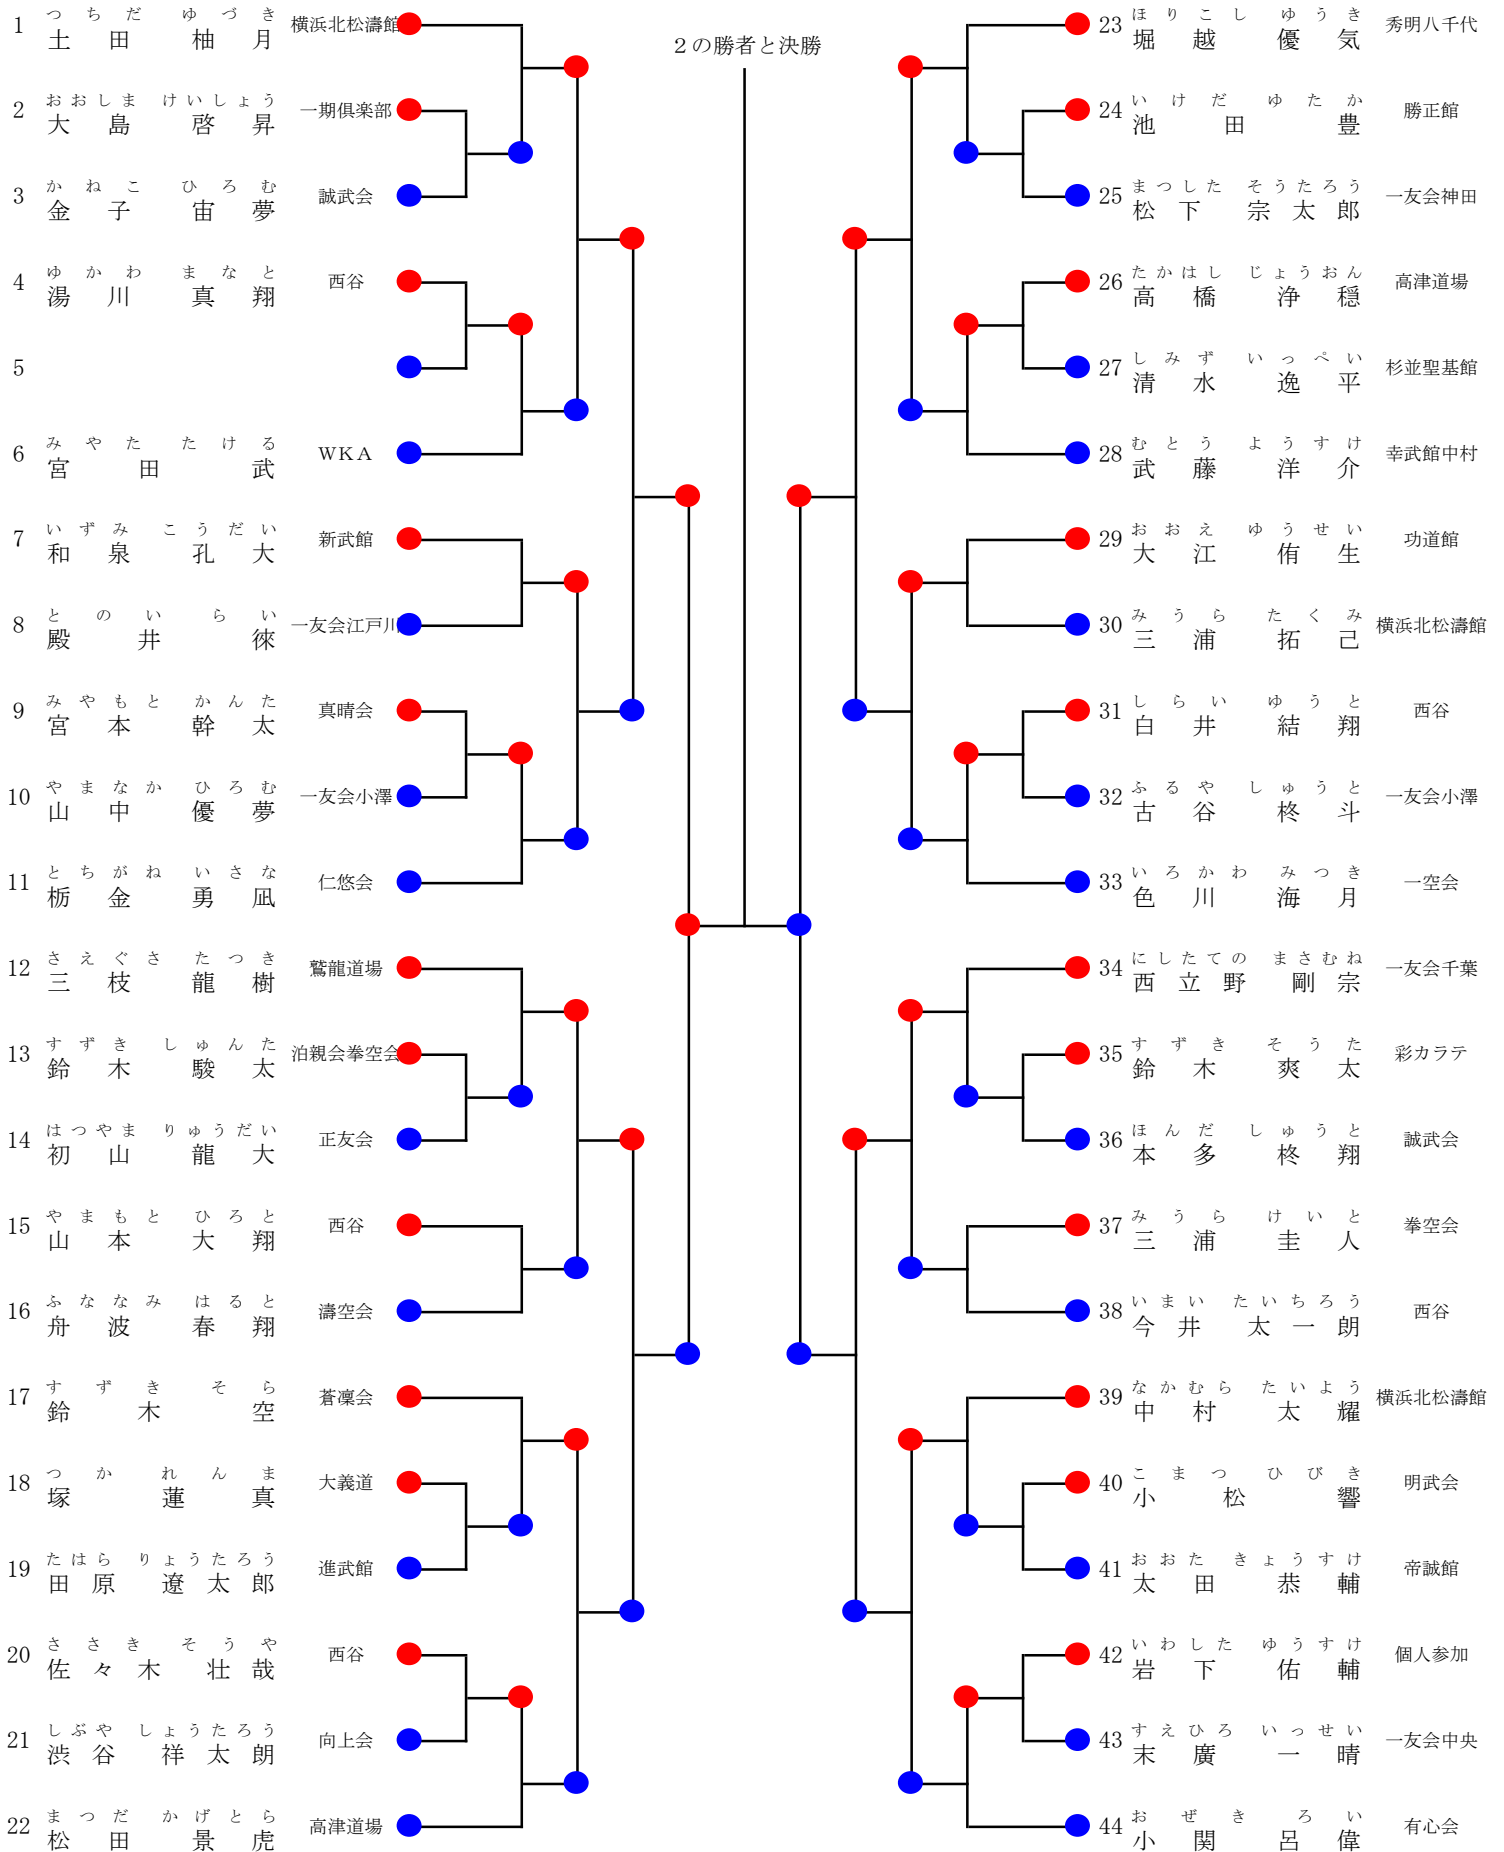 ２の勝者と決勝
つちだ ゆづき
1 土田 柚月 横浜北松濤館
おおしま けいしょう
2 大島 啓昇 一期倶楽部
かねこ ひろむ
3 金子 宙夢 誠武会
ゆかわ まなと
4 湯川 真翔 西谷
5
みやた たける
6 宮田 武 WKA
いずみ こうだい
7 和泉 孔大 新武館
とのい らい
8 殿井 徠 一友会江戸川
みやもと かんた
9 宮本 幹太 真晴会
やまなか ひろむ
10 山中 優夢 一友会小澤
とちがね いさな
11 栃金 勇凪 仁悠会
さえぐさ たつき
12 三枝 龍樹 鷲龍道場
すずき しゅんた
13 鈴木 駿太 泊親会拳空会
はつやま りゅうだい
14 初山 龍大 正友会
やまもと ひろと
15 山本 大翔 西谷
ふななみ はると
16 舟波 春翔 濤空会
すずき そら
17 鈴木 空 蒼凜会
つか れんま
18 塚 蓮真 大義道
たはら りょうたろう
19 田原 遼太郎 進武館
ささき そうや
20 佐々木 壮哉 西谷
しぶや しょうたろう
21 渋谷 祥太朗 向上会
まつだ かげとら
22 松田 景虎 高津道場
ほりこし ゆうき
23 堀越 優気 秀明八千代
いけだ ゆたか
24 池田 豊 勝正館
まつした そうたろう
25 松下 宗太郎 一友会神田
たかはし じょうおん
26 高橋 浄穏 高津道場
しみず いっぺい
27 清水 逸平 杉並聖基館
むとう ようすけ
28 武藤 洋介 幸武館中村
おおえ ゆうせい
29 大江 侑生 功道館
みうら たくみ
30 三浦 拓己 横浜北松濤館
しらい ゆうと
31 白井 結翔 西谷
ふるや しゅうと
32 古谷 柊斗 一友会小澤
いろかわ みつき
33 色川 海月 一空会
にしたての まさむね
34 西立野 剛宗 一友会千葉
すずき そうた
35 鈴木 爽太 彩カラテ
ほんだ しゅうと
36 本多 柊翔 誠武会
みうら けいと
37 三浦 圭人 拳空会
いまい たいちろう
38 今井 太一朗 西谷
なかむら たいよう
39 中村 太耀 横浜北松濤館
こまつ ひびき
40 小松 響 明武会
おおた きょうすけ
41 太田 恭輔 帝誠館
いわした ゆうすけ
42 岩下 佑輔 個人参加
すえひろ いっせい
43 末廣 一晴 一友会中央
おぜき ろい
44 小関 呂偉 有心会